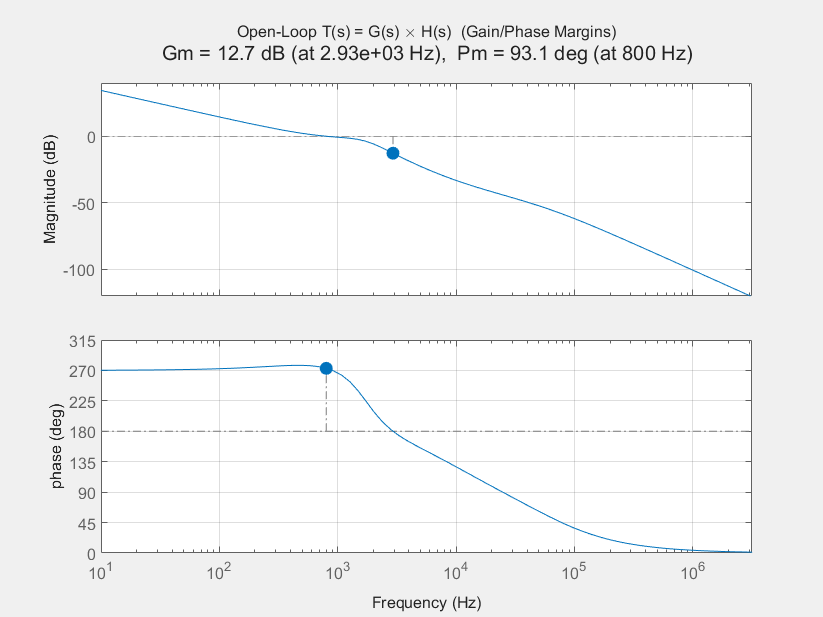 Open-Loop T(s) = G(s) × H(s)  (Gain/Phase Margins)
Gm = 12.7 dB (at 2.93e+03 Hz),  Pm = 93.1 deg (at 800 Hz)
Magnitude (dB)
0
-50
-100
phase (deg)
315
270
225
180
135
90
45
0
10^1 10^2 10^3 10^4 10^5 10^6
Frequency (Hz)